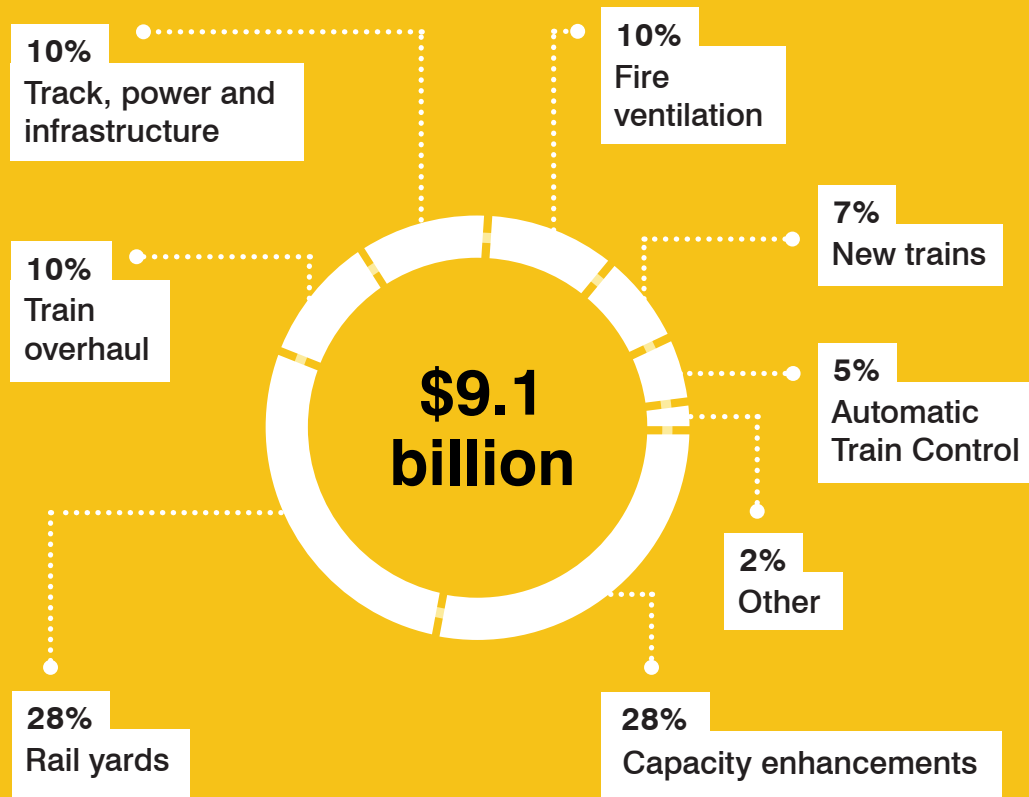 10%
Track, power and
infrastructure
10%
Fire
ventilation
7%
New trains
10%
Train
overhaul
5%
Automatic
Train Control
$9.1
billion
2%
Other
28%
Rail yards
28%
Capacity enhancements